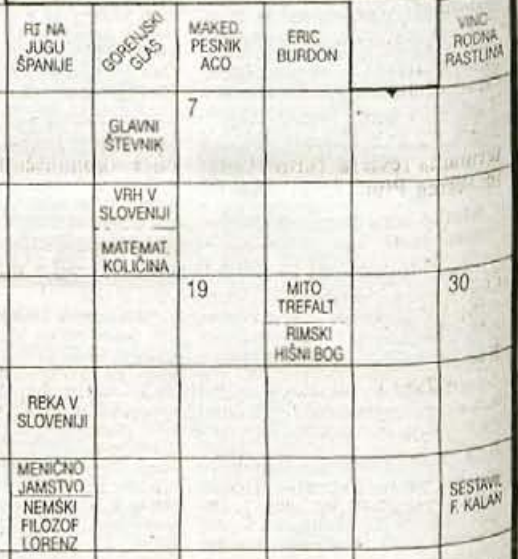 RT NA
JUGU
ŠPANIJE
GORENJSKI
GLAS
MAKED.
PESNIK
ACO
ERIC
BURDON
VINC.
RODNA
RASTLINA
GLAVNI
ŠTEVNIK
7
VRH V
SLOVENIJI
MATEMAT.
KOLIČINA
19
MITO
TREFALT
RIMSKI
HIŠNI BOG
30
REKA V
SLOVENIJI
MENIČNO
JAMSTVO
NEMŠKI
FILOZOF
LORENZ
SESTAVIL
F. KALAN